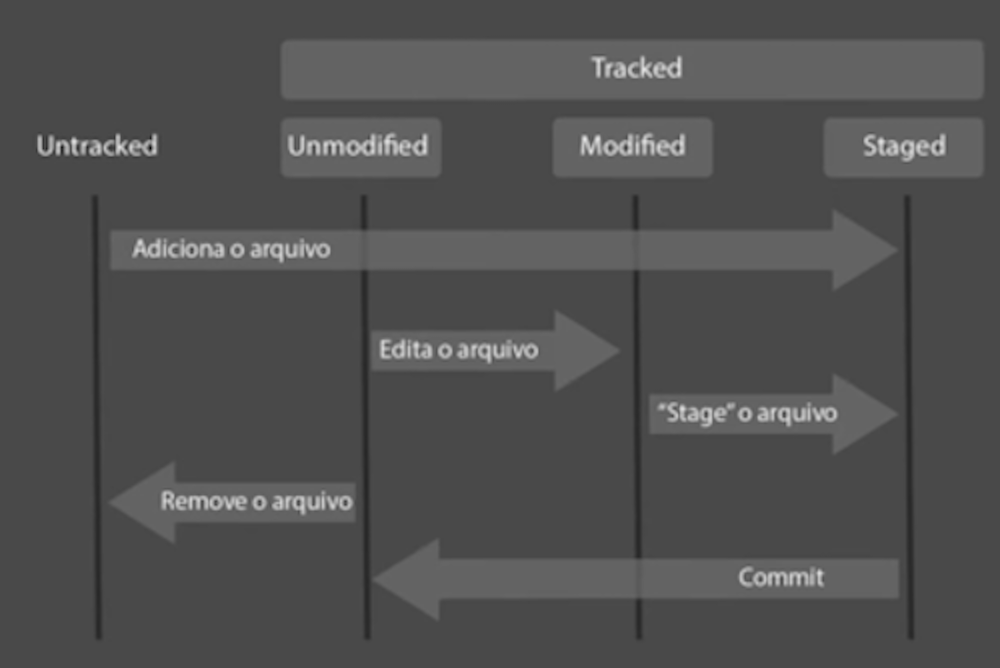 Tracked
Untracked
Unmodified
Modified
Staged
Adiciona o arquivo
Edita o arquivo
“Stage” o arquivo
Remove o arquivo
Commit